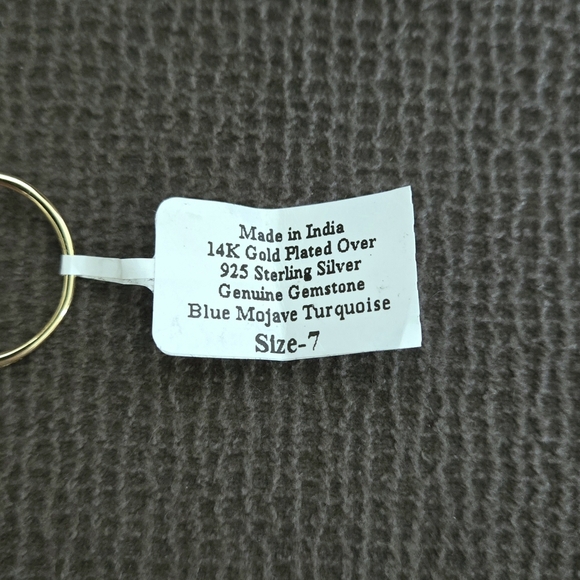 Made in India
14K Gold Plated Over
925 Sterling Silver
Genuine Gemstone
Blue Mojave Turquoise
Size-7